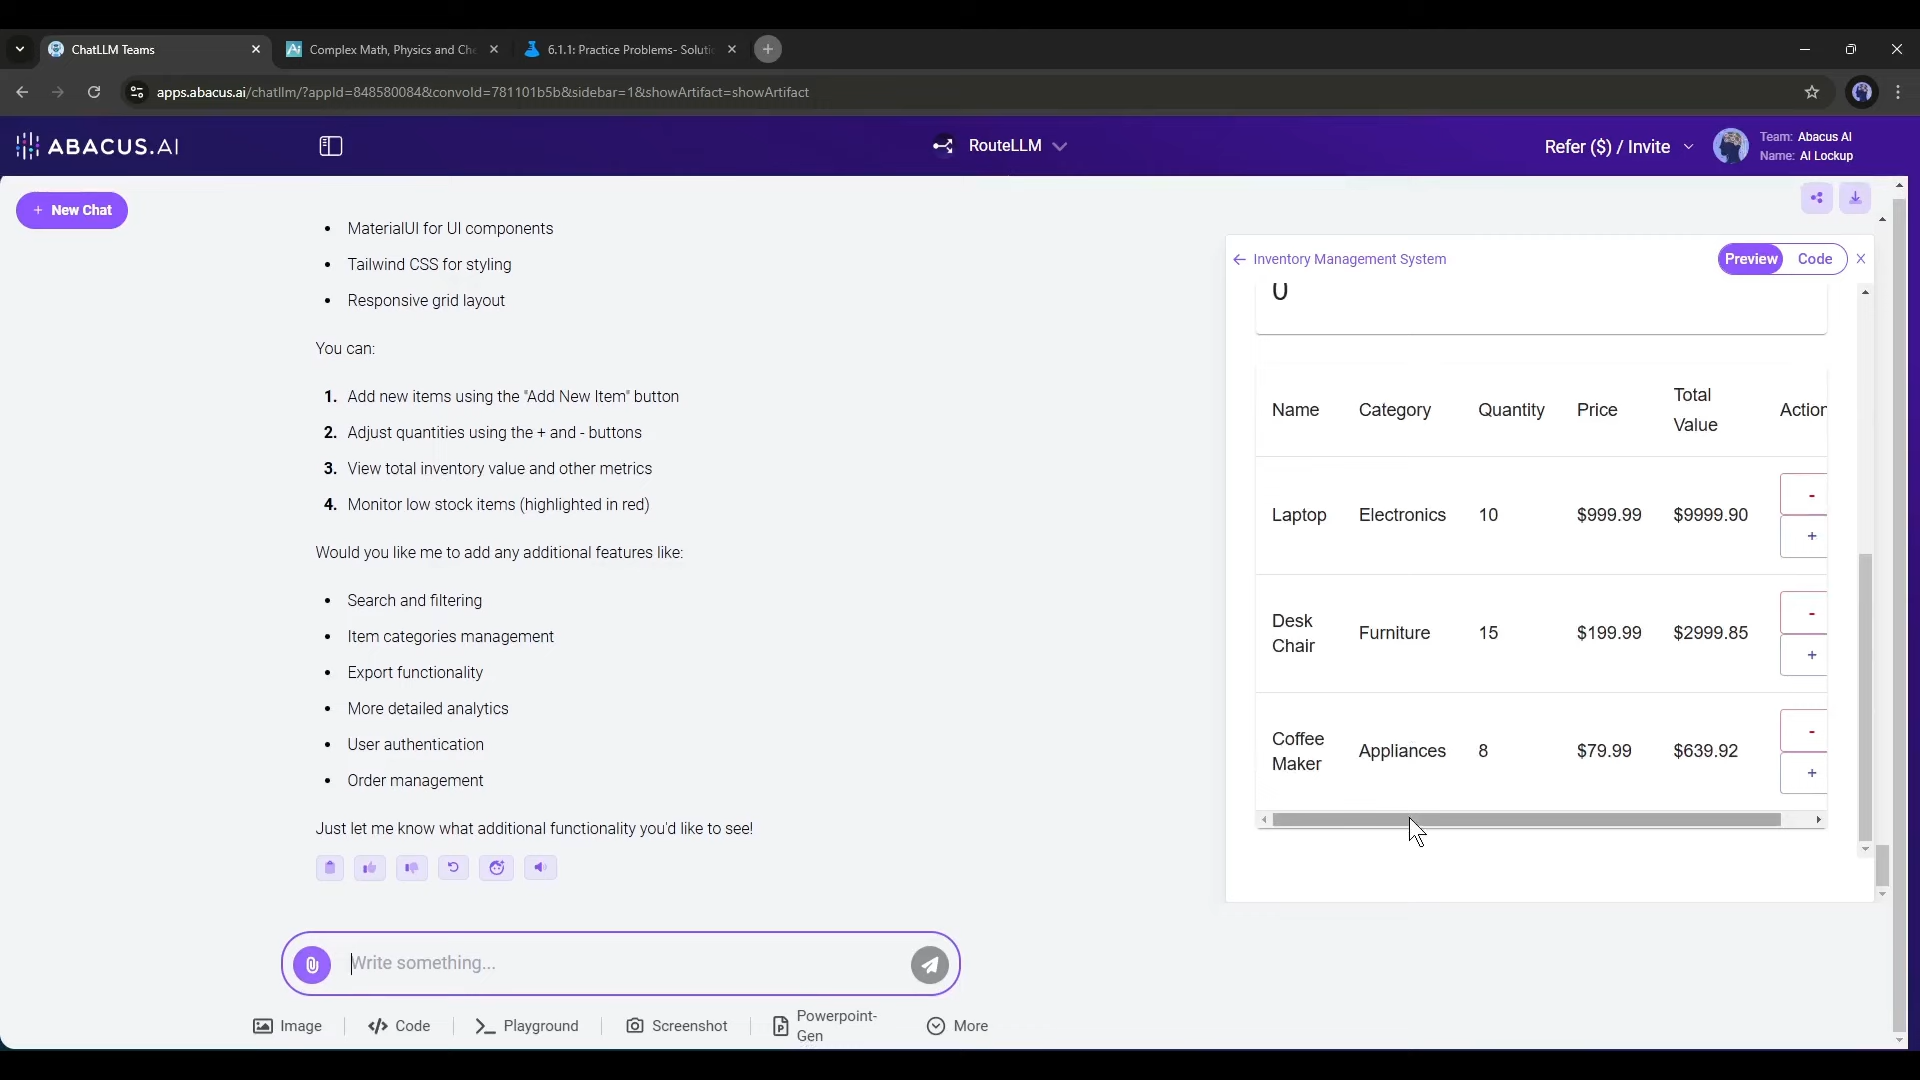 ChatLLM Teams
Complex Math, Physics and Che
6.1.1: Practice Problems- Soluti
apps.abacus.ai/chatllm/?appId=848580084&convoId=781101b5b&sidebar=1&showArtifact=showArtifact
ABACUS.AI
RouteLLM
Refer ($) / Invite
Team: Abacus AI
Name: AI Lockup
+ New Chat
• MaterialUI for UI components
• Tailwind CSS for styling
• Responsive grid layout
You can:
1. Add new items using the "Add New Item" button
2. Adjust quantities using the + and - buttons
3. View total inventory value and other metrics
4. Monitor low stock items (highlighted in red)
Would you like me to add any additional features like:
• Search and filtering
• Item categories management
• Export functionality
• More detailed analytics
• User authentication
• Order management
Just let me know what additional functionality you'd like to see!
Write something...
Image
Code
Playground
Screenshot
Powerpoint-
Gen
More
Inventory Management System
Preview
Code
0
Name Category Quantity Price Total Value Action
Laptop Electronics 10 $999.99 $9999.90 - +
Desk Chair Furniture 15 $199.99 $2999.85 - +
Coffee Maker Appliances 8 $79.99 $639.92 - +